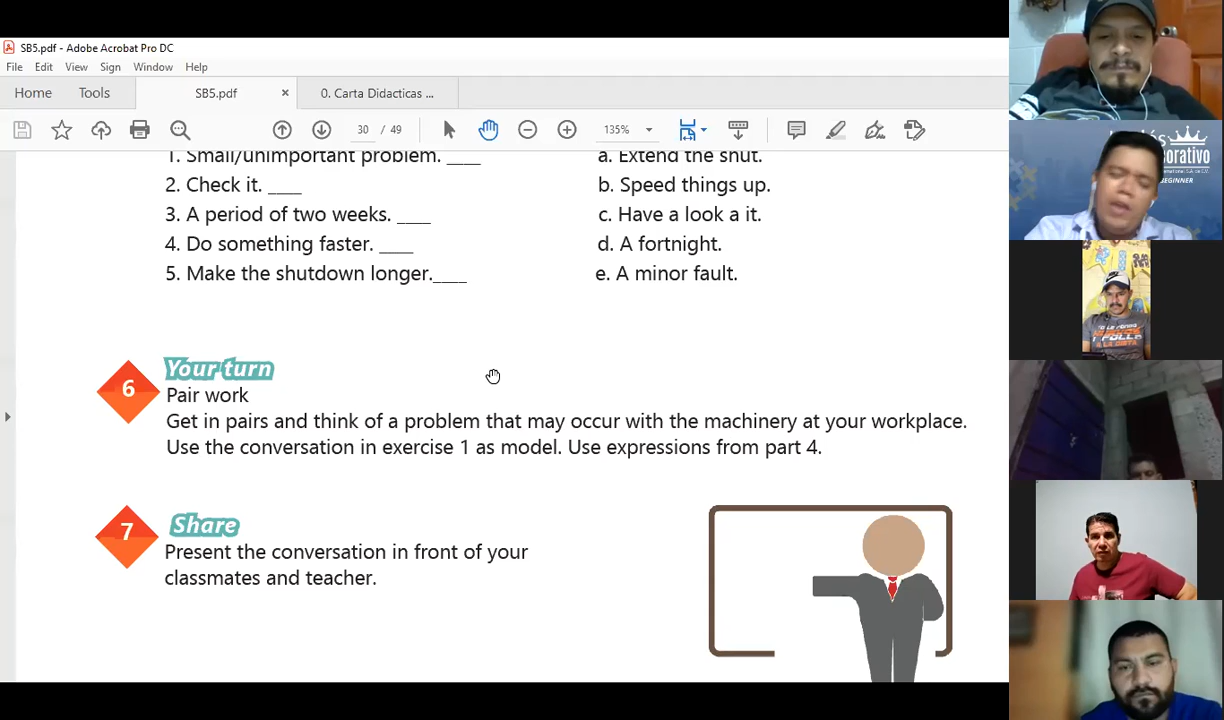 SB5.pdf - Adobe Acrobat Pro DC
File Edit View Sign Window Help
Home Tools SB5.pdf × 0. Carta Didacticas ...
30 / 49 135%
1. Small/unimportant problem. ____ a. Extend the shut.
2. Check it. ____ b. Speed things up.
3. A period of two weeks. ____ c. Have a look a it.
4. Do something faster. ____ d. A fortnight.
5. Make the shutdown longer.____ e. A minor fault.
6 Your turn
Pair work
Get in pairs and think of a problem that may occur with the machinery at your workplace.
Use the conversation in exercise 1 as model. Use expressions from part 4.
7 Share
Present the conversation in front of your
classmates and teacher.
BEGINNER